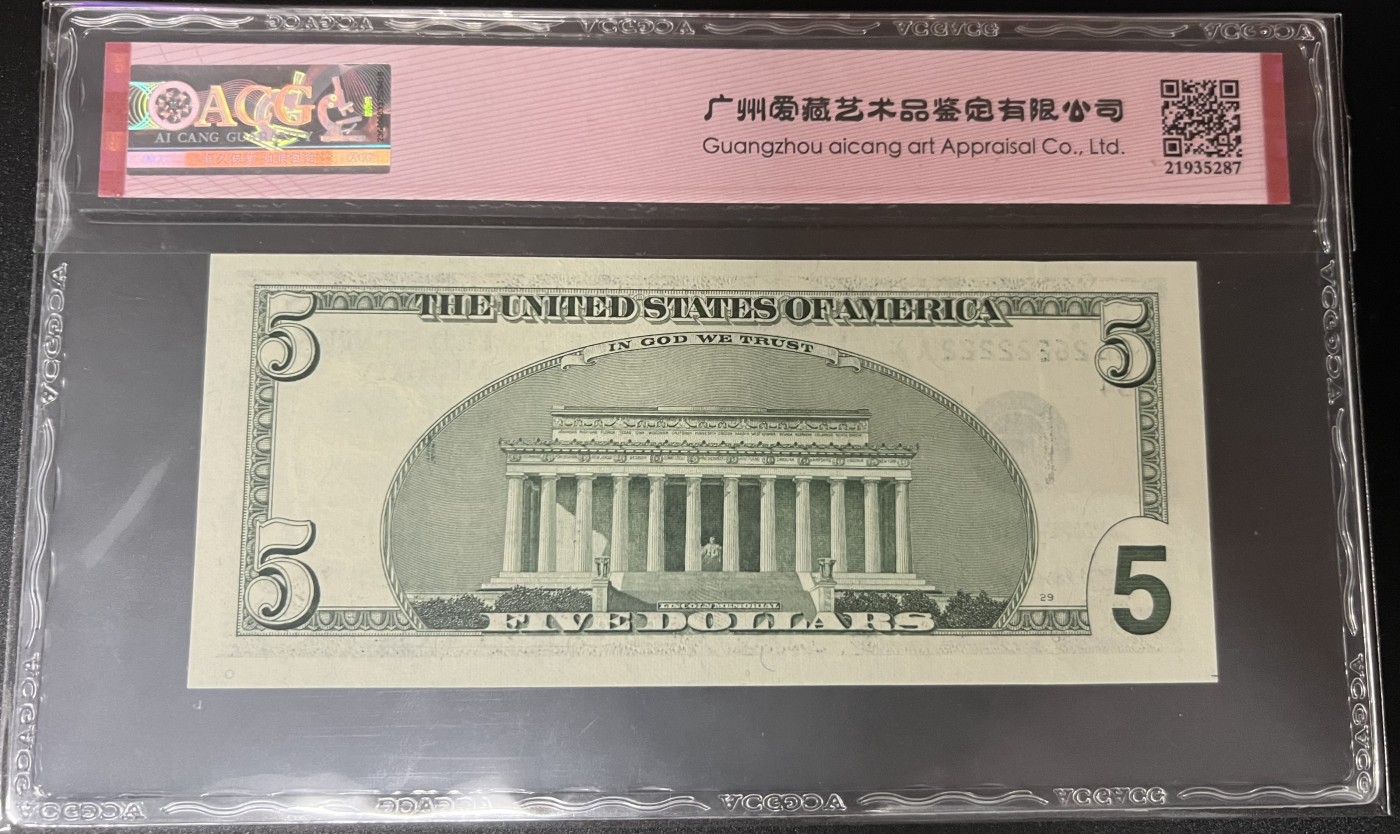 ACG
AI CANG GUARANTY
广州爱藏艺术品鉴定有限公司
Guangzhou aicang art Appraisal Co., Ltd.
21935287
5 THE UNITED STATES OF AMERICA 5
IN GOD WE TRUST
LINCOLN MEMORIAL
29
5 FIVE DOLLARS 5